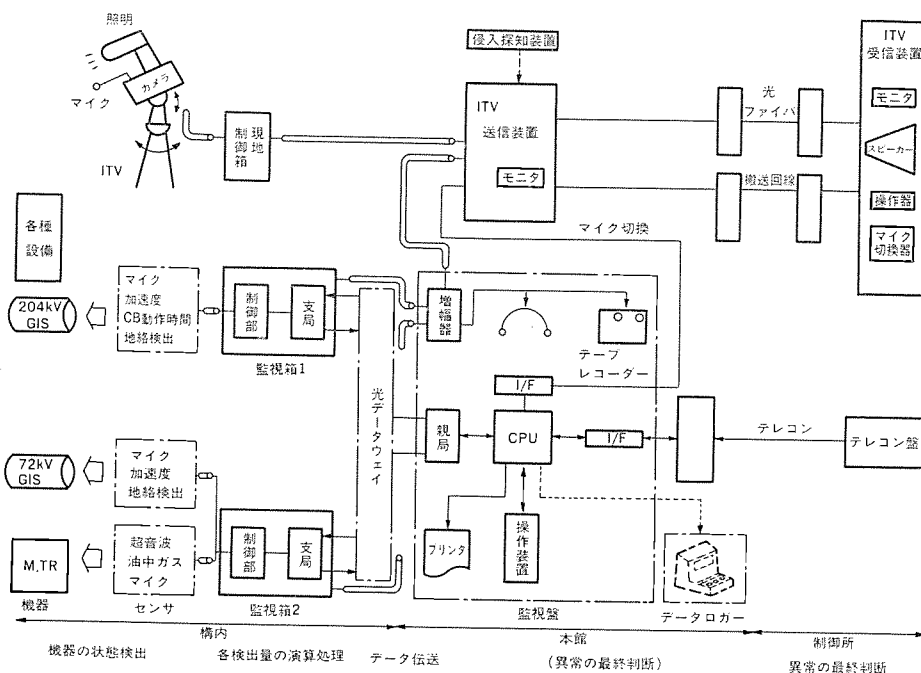 照明
カメラ
マイク
ITV
現地
制御箱
侵入探知装置
ITV
送信装置
モニタ
光
ファイバ
搬送回線
マイク切換
ITV
受信装置
モニタ
スピーカー
操作器
マイク
切換器
各種
設備
204kV
GIS
マイク
加速度
CB動作時間
地絡検出
制御部
支局
監視箱1
増幅器
テープ
レコーダー
I/F
光データウェイ
親局
CPU
I/F
テレコン
テレコン盤
72kV
GIS
マイク
加速度
地絡検出
M.TR
機器
超音波
油中ガス
マイク
センサ
制御部
支局
監視箱2
プリンタ
操作装置
監視盤
データロガー
構内
本館
制御所
機器の状態検出
各検出量の演算処理
データ伝送
(異常の最終判断)
異常の最終判断